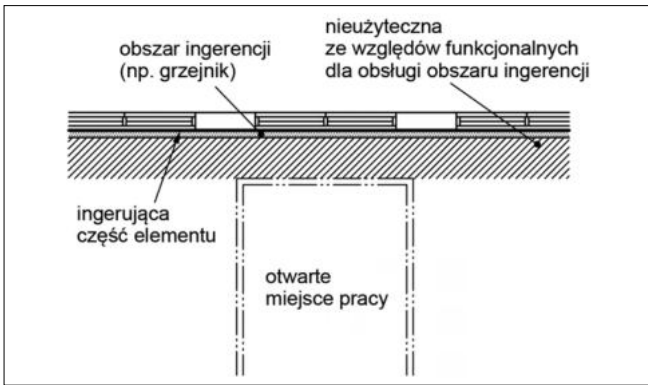 obszar ingerencji
(np. grzejnik)
nieużyteczna
ze względów funkcjonalnych
dla obsługi obszaru ingerencji
ingerująca
część elementu
otwarte
miejsce pracy